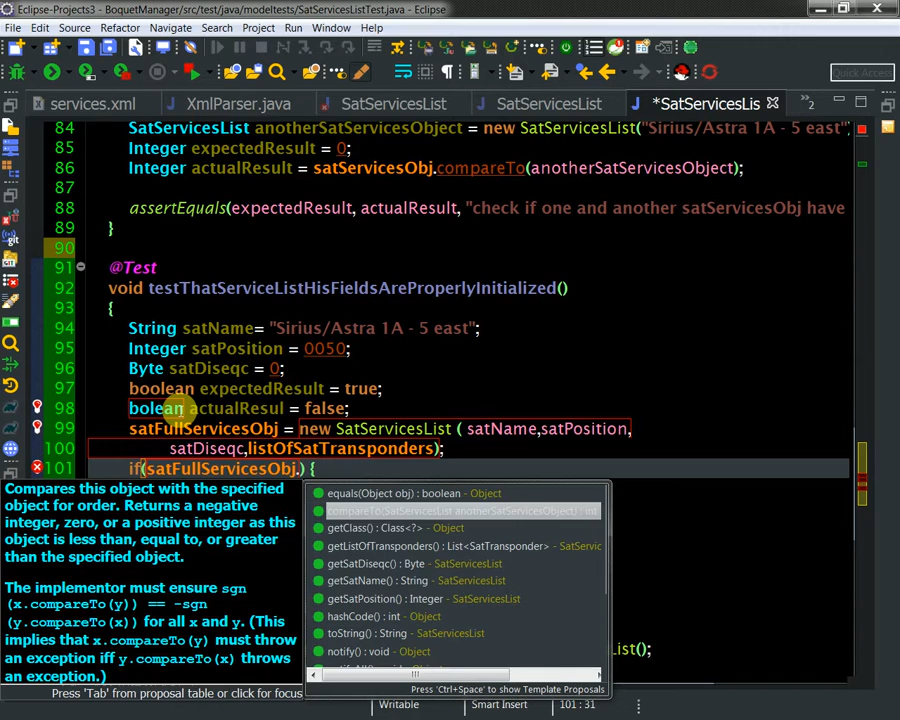 Eclipse-Projects3 - BoquetManager/src/test/java/modeltests/SatServicesListTest.java - Eclipse
File Edit Source Refactor Navigate Search Project Run Window Help
Quick Access
services.xml XmlParser.java SatServicesList SatServicesList *SatServicesLis »2
84 SatServicesList anotherSatServicesObject = new SatServicesList("Sirius/Astra 1A - 5 east"
85 Integer expectedResult = 0;
86 Integer actualResult = satServicesObj.compareTo(anotherSatServicesObject);
87
88 assertEquals(expectedResult, actualResult, "check if one and another satServicesObj have
89 }
90
91 @Test
92 void testThatServiceListHisFieldsAreProperlyInitialized()
93 {
94 String satName= "Sirius/Astra 1A - 5 east";
95 Integer satPosition = 0050;
96 Byte satDiseqc = 0;
97 boolean expectedResult = true;
98 bolean actualResul = false;
99 satFullServicesObj = new SatServicesList ( satName,satPosition,
100 satDiseqc,listOfSatTransponders);
101 if(satFullServicesObj.) {
Compares this object with the specified
object for order. Returns a negative
integer, zero, or a positive integer as this
object is less than, equal to, or greater
than the specified object.
The implementor must ensure sgn
(x.compareTo(y)) == -sgn
(y.compareTo(x)) for all x and y. (This
implies that x.compareTo(y) must throw
an exception iff y.compareTo(x) throws
an exception.)
Press 'Tab' from proposal table or click for focus
equals(Object obj) : boolean - Object
compareTo(SatServicesList anotherSatServicesObject) : int
getClass() : Class<?> - Object
getListOfTransponders() : List<SatTransponder> - SatServic
getSatDiseqc() : Byte - SatServicesList
getSatName() : String - SatServicesList
getSatPosition() : Integer - SatServicesList
hashCode() : int - Object
toString() : String - SatServicesList
notify() : void - Object
notifyAll() : void - Object
Press 'Ctrl+Space' to show Template Proposals
List();
Writable Smart Insert 101 : 31